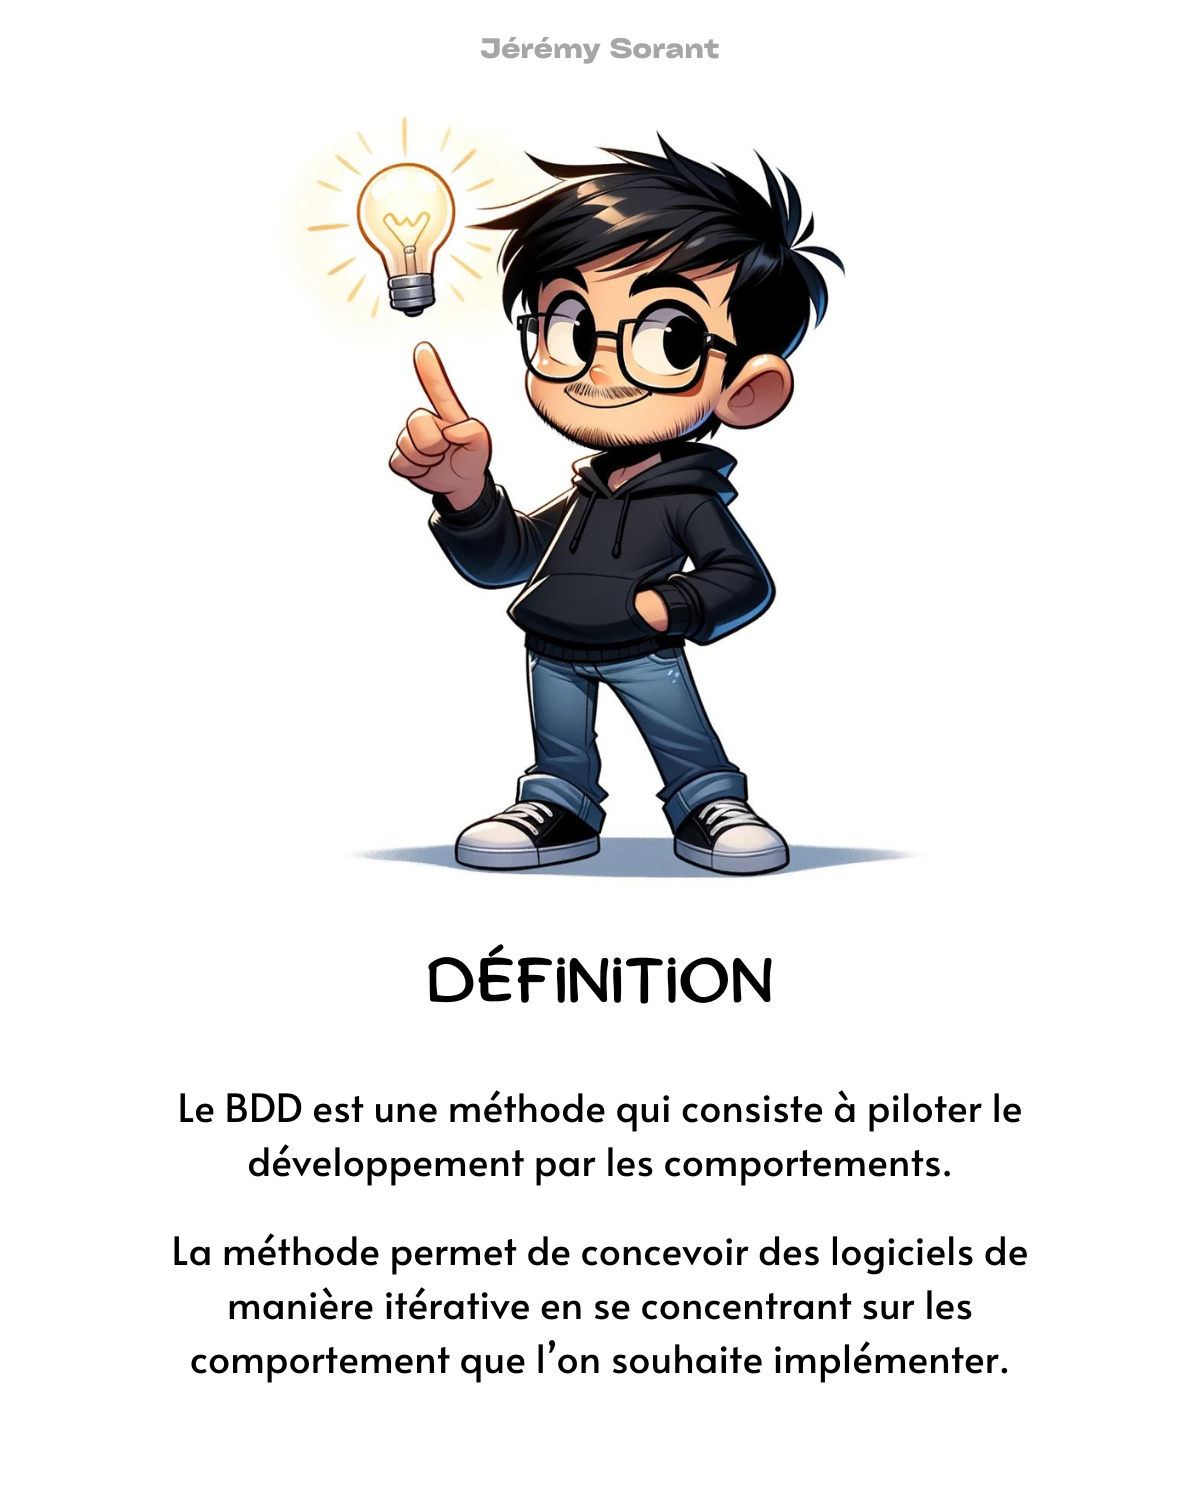 Jérémy Sorant
DÉFiNiTiON
Le BDD est une méthode qui consiste à piloter le
développement par les comportements.
La méthode permet de concevoir des logiciels de
manière itérative en se concentrant sur les
comportement que l’on souhaite implémenter.